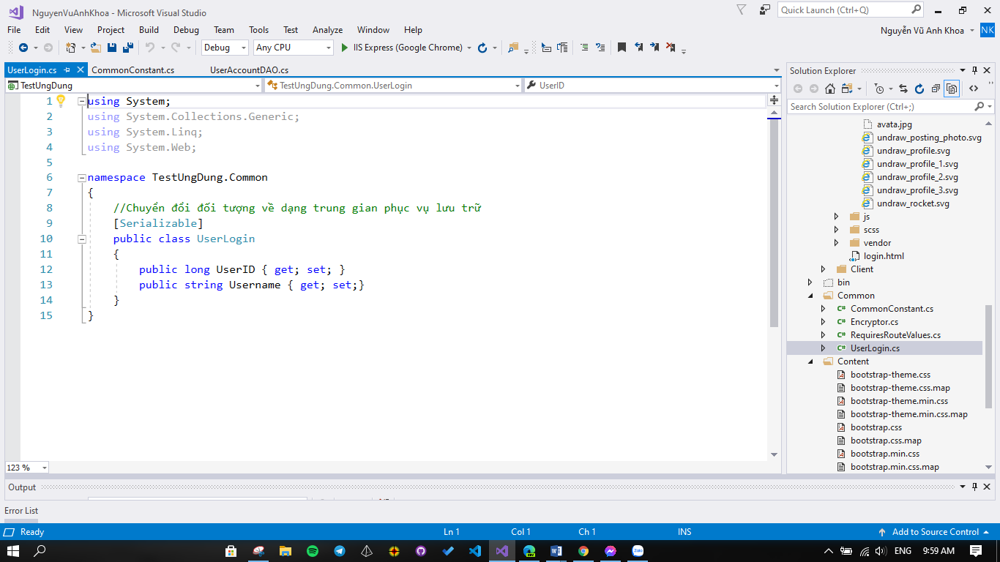 NguyenVuAnhKhoa - Microsoft Visual Studio
Quick Launch (Ctrl+Q)
File Edit View Project Build Debug Team Tools Test Analyze Window Help
Nguyễn Vũ Anh Khoa NK
Debug Any CPU IIS Express (Google Chrome)
UserLogin.cs CommonConstant.cs UserAccountDAO.cs
TestUngDung TestUngDung.Common.UserLogin UserID
1 using System;
2 using System.Collections.Generic;
3 using System.Linq;
4 using System.Web;
5
6 namespace TestUngDung.Common
7 {
8 //Chuyển đổi đối tượng về dạng trung gian phục vụ lưu trữ
9 [Serializable]
10 public class UserLogin
11 {
12 public long UserID { get; set; }
13 public string Username { get; set;}
14 }
15 }
123 %
Solution Explorer
Search Solution Explorer (Ctrl+;)
avata.jpg
undraw_posting_photo.svg
undraw_profile.svg
undraw_profile_1.svg
undraw_profile_2.svg
undraw_profile_3.svg
undraw_rocket.svg
js
scss
vendor
login.html
Client
bin
Common
C# CommonConstant.cs
C# Encryptor.cs
C# RequiresRouteValues.cs
C# UserLogin.cs
Content
bootstrap-theme.css
bootstrap-theme.css.map
bootstrap-theme.min.css
bootstrap-theme.min.css.map
bootstrap.css
bootstrap.css.map
bootstrap.min.css
bootstrap.min.css.map
Output
Error List
Ready Ln 1 Col 1 Ch 1 INS Add to Source Control
DEV Zalo ENG 9:59 AM